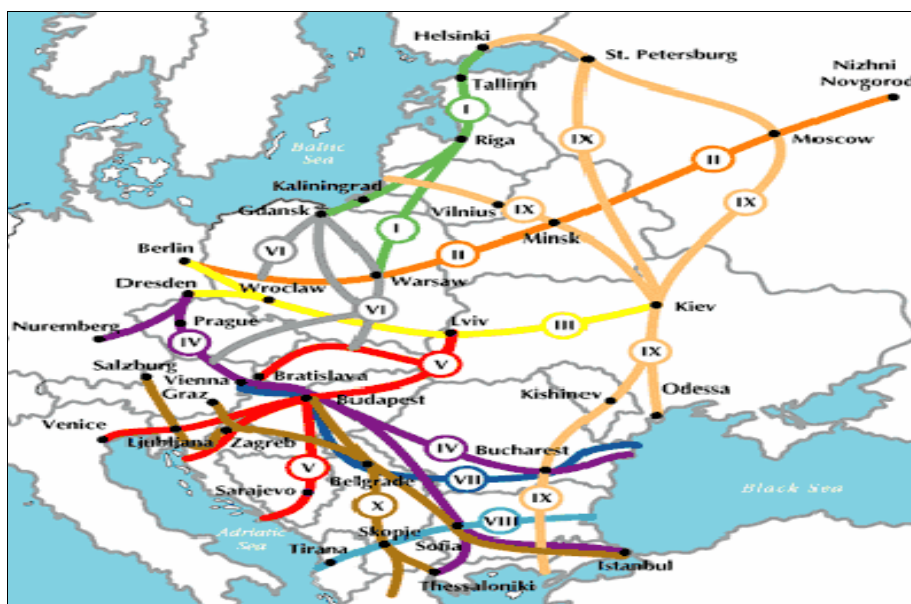 Helsinki
St. Petersburg
Nizhni
Novgorod
Tallinn
I
Riga
IX
Moscow
II
Baltic
Sea
Kaliningrad
Gdansk
Vilnius
IX
Minsk
IX
I
VI
II
Berlin
Warsaw
Dresden
Wroclaw
VI
Kiev
Nuremberg
Prague
Lviv
III
IV
V
IX
Salzburg
Vienna
Bratislava
Graz
Budapest
Kishinev
Odessa
Venice
Ljubljana
Zagreb
IV
Bucharest
V
Belgrade
VII
Sarajevo
X
IX
Black Sea
Adriatic
Sea
Skopje
VIII
Tirana
Sofia
Istanbul
Thessaloniki